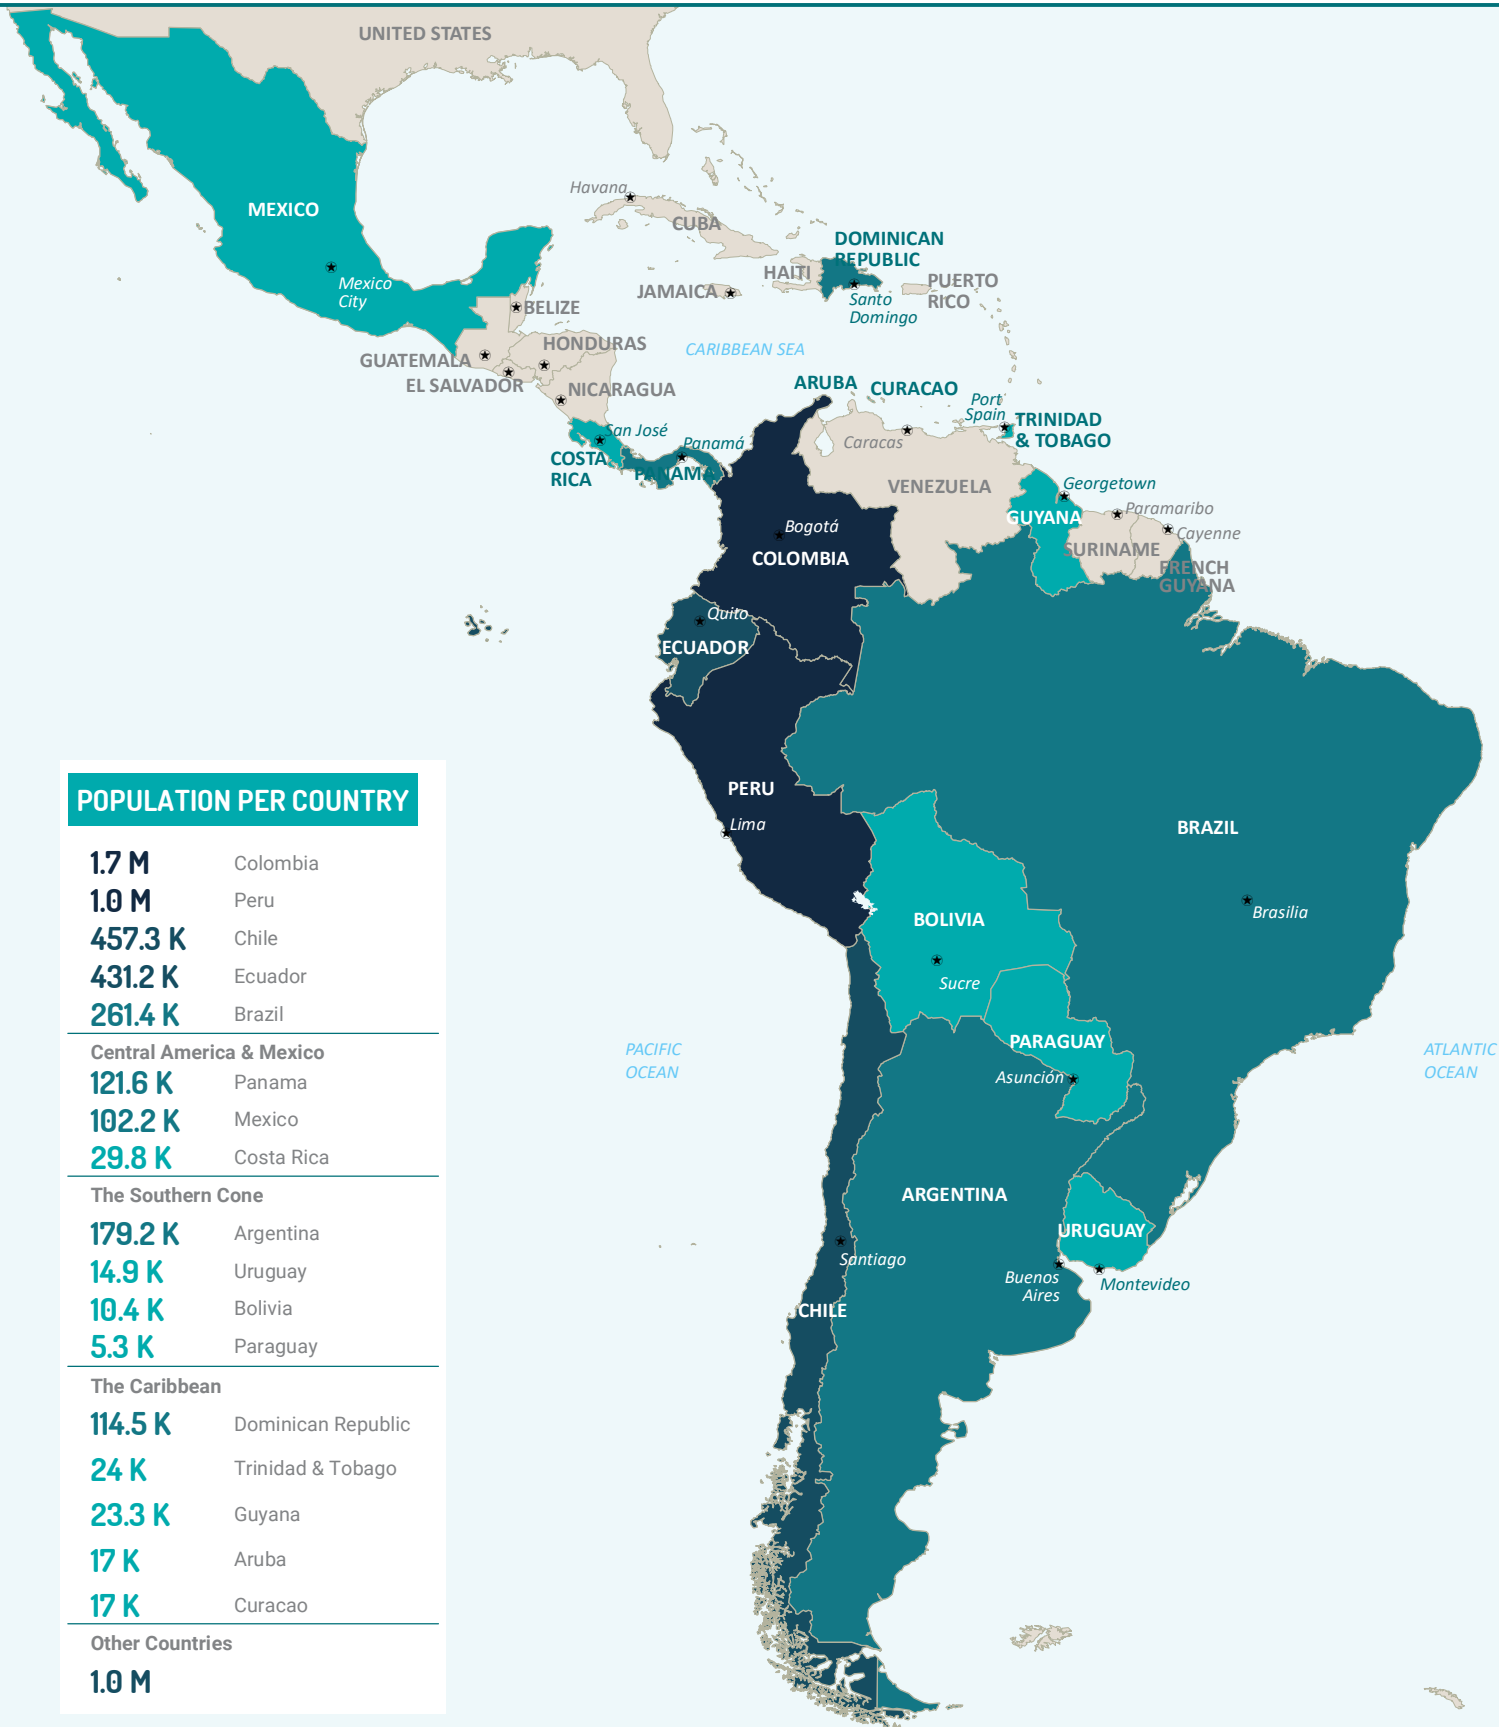 UNITED STATES
MEXICO
Mexico
City
Havana
CUBA
DOMINICAN
REPUBLIC
HAITI
JAMAICA
PUERTO
RICO
Santo
Domingo
BELIZE
HONDURAS
GUATEMALA
EL SALVADOR
NICARAGUA
CARIBBEAN SEA
ARUBA
CURACAO
Port
Spain
TRINIDAD
& TOBAGO
San José
COSTA
RICA
Panamá
PANAMA
Caracas
VENEZUELA
Georgetown
GUYANA
Paramaribo
SURINAME
Cayenne
FRENCH
GUYANA
Bogotá
COLOMBIA
Quito
ECUADOR
PERU
Lima
BRAZIL
Brasilia
BOLIVIA
Sucre
PARAGUAY
Asunción
PACIFIC
OCEAN
ATLANTIC
OCEAN
ARGENTINA
URUGUAY
Santiago
Buenos
Aires
Montevideo
CHILE
POPULATION PER COUNTRY
1.7 M Colombia
1.0 M Peru
457.3 K Chile
431.2 K Ecuador
261.4 K Brazil
Central America & Mexico
121.6 K Panama
102.2 K Mexico
29.8 K Costa Rica
The Southern Cone
179.2 K Argentina
14.9 K Uruguay
10.4 K Bolivia
5.3 K Paraguay
The Caribbean
114.5 K Dominican Republic
24 K Trinidad & Tobago
23.3 K Guyana
17 K Aruba
17 K Curacao
Other Countries
1.0 M